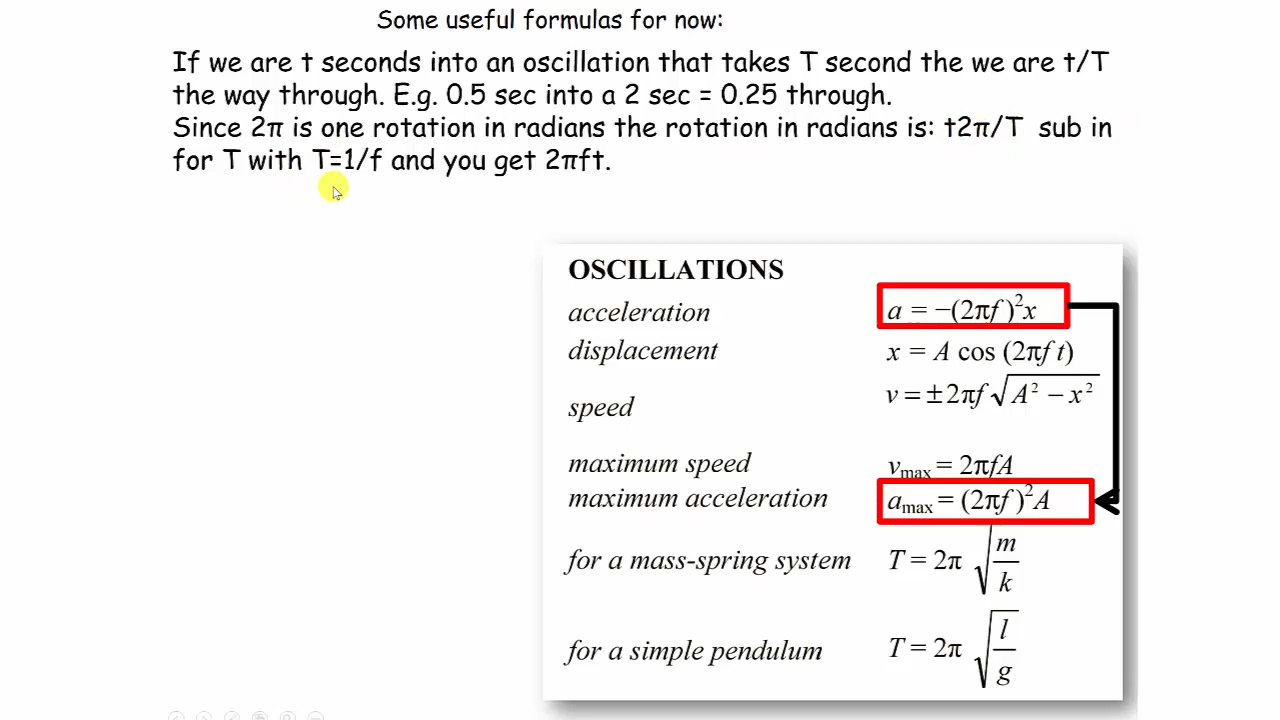 Some useful formulas for now:
If we are t seconds into an oscillation that takes T second the we are t/T
the way through. E.g. 0.5 sec into a 2 sec = 0.25 through.
Since 2π is one rotation in radians the rotation in radians is: t2π/T sub in
for T with T=1/f and you get 2πft.
OSCILLATIONS
acceleration a = −(2πf)²x
displacement x = A cos (2πf t)
speed v = ± 2πf √(A² − x²)
maximum speed vmax = 2πfA
maximum acceleration amax = (2πf)²A
for a mass-spring system T = 2π √(m/k)
for a simple pendulum T = 2π √(l/g)